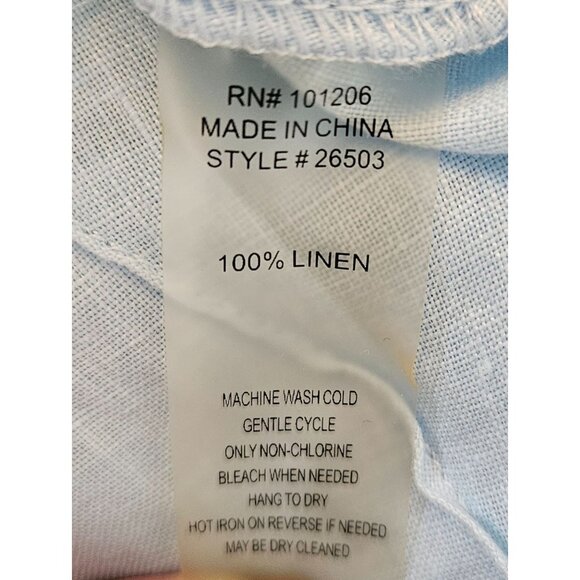 RN# 101206
MADE IN CHINA
STYLE # 26503
100% LINEN
MACHINE WASH COLD
GENTLE CYCLE
ONLY NON-CHLORINE
BLEACH WHEN NEEDED
HANG TO DRY
HOT IRON ON REVERSE IF NEEDED
MAY BE DRY CLEANED